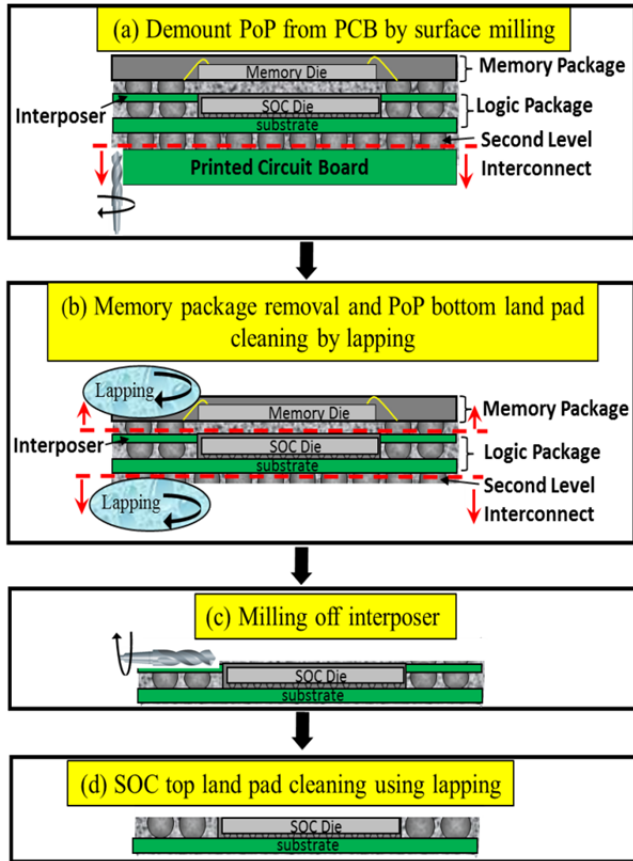 (a) Demount PoP from PCB by surface milling
Memory Die
Memory Package
Interposer
SOC Die
Logic Package
substrate
Second Level
Interconnect
Printed Circuit Board
(b) Memory package removal and PoP bottom land pad
cleaning by lapping
Lapping
Memory Die
Memory Package
Interposer
SOC Die
Logic Package
substrate
Second Level
Interconnect
Lapping
(c) Milling off interposer
SOC Die
substrate
(d) SOC top land pad cleaning using lapping
SOC Die
substrate